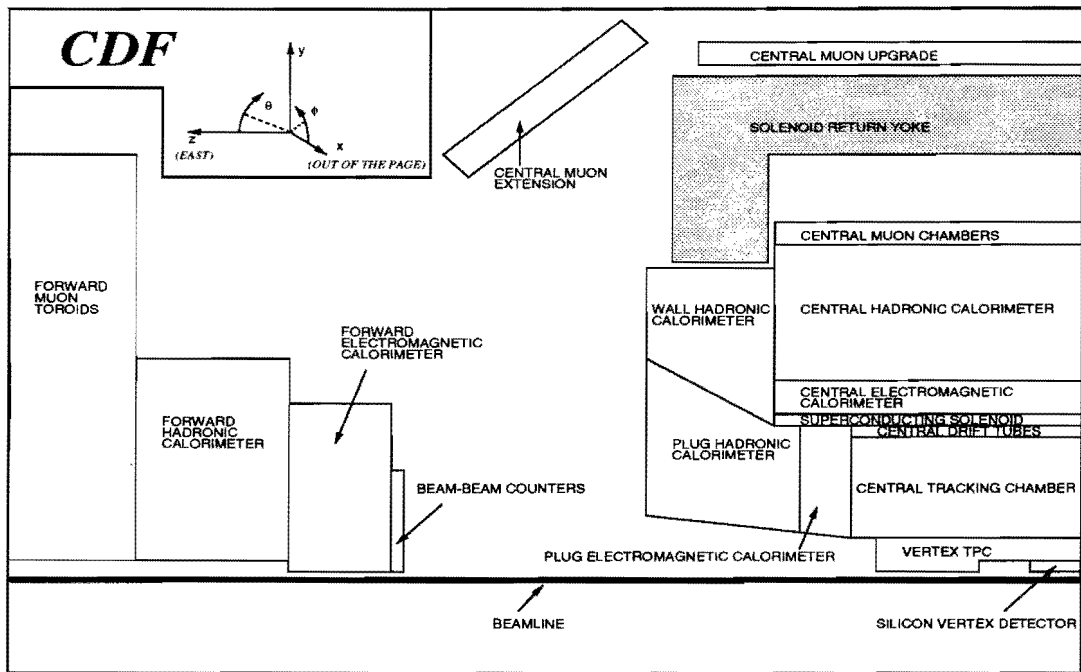 CDF
y
θ
φ
z
x
(EAST)
(OUT OF THE PAGE)
CENTRAL MUON
EXTENSION
CENTRAL MUON UPGRADE
SOLENOID RETURN YOKE
CENTRAL MUON CHAMBERS
FORWARD
MUON
TOROIDS
WALL HADRONIC
CALORIMETER
CENTRAL HADRONIC CALORIMETER
FORWARD
ELECTROMAGNETIC
CALORIMETER
CENTRAL ELECTROMAGNETIC
CALORIMETER
SUPERCONDUCTING SOLENOID
CENTRAL DRIFT TUBES
FORWARD
HADRONIC
CALORIMETER
PLUG HADRONIC
CALORIMETER
BEAM-BEAM COUNTERS
CENTRAL TRACKING CHAMBER
PLUG ELECTROMAGNETIC CALORIMETER
VERTEX TPC
BEAMLINE
SILICON VERTEX DETECTOR